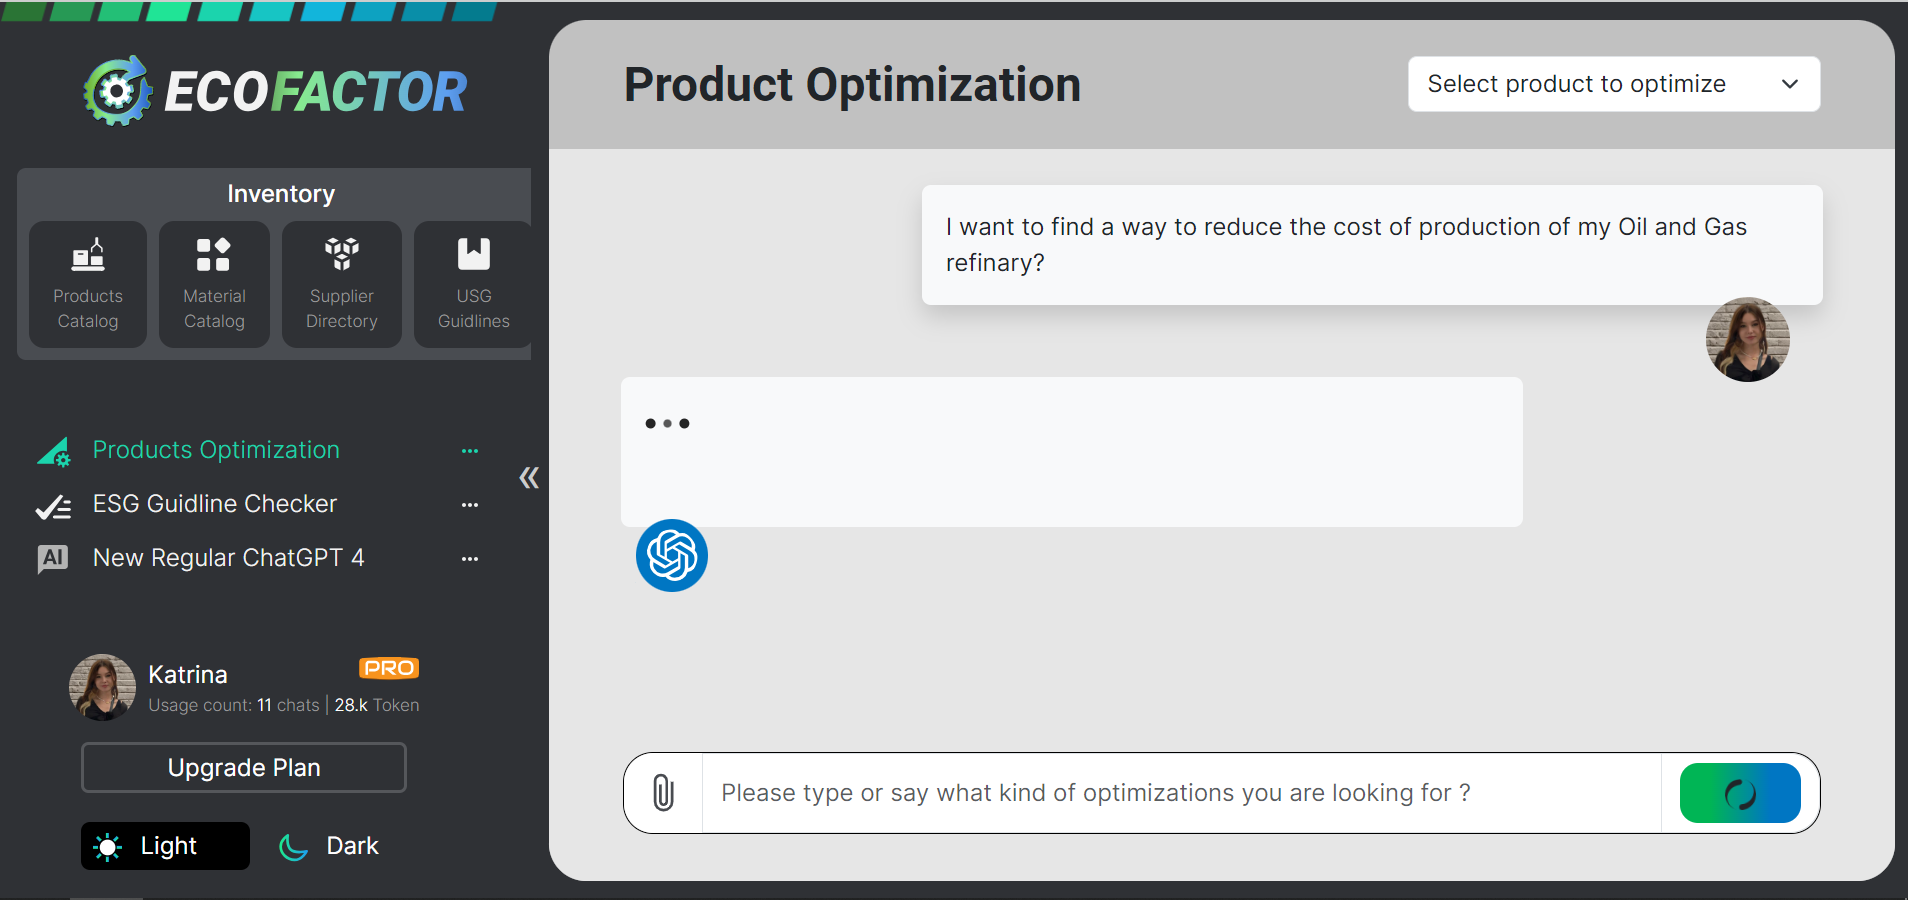 ECOFACTOR
Inventory
Products
Catalog
Material
Catalog
Supplier
Directory
USG
Guidlines
Products Optimization
ESG Guidline Checker
AI
New Regular ChatGPT 4
Katrina
PRO
Usage count: 11 chats | 28.k Token
Upgrade Plan
Light
Dark
Product Optimization
Select product to optimize
I want to find a way to reduce the cost of production of my Oil and Gas
refinary?
Please type or say what kind of optimizations you are looking for ?